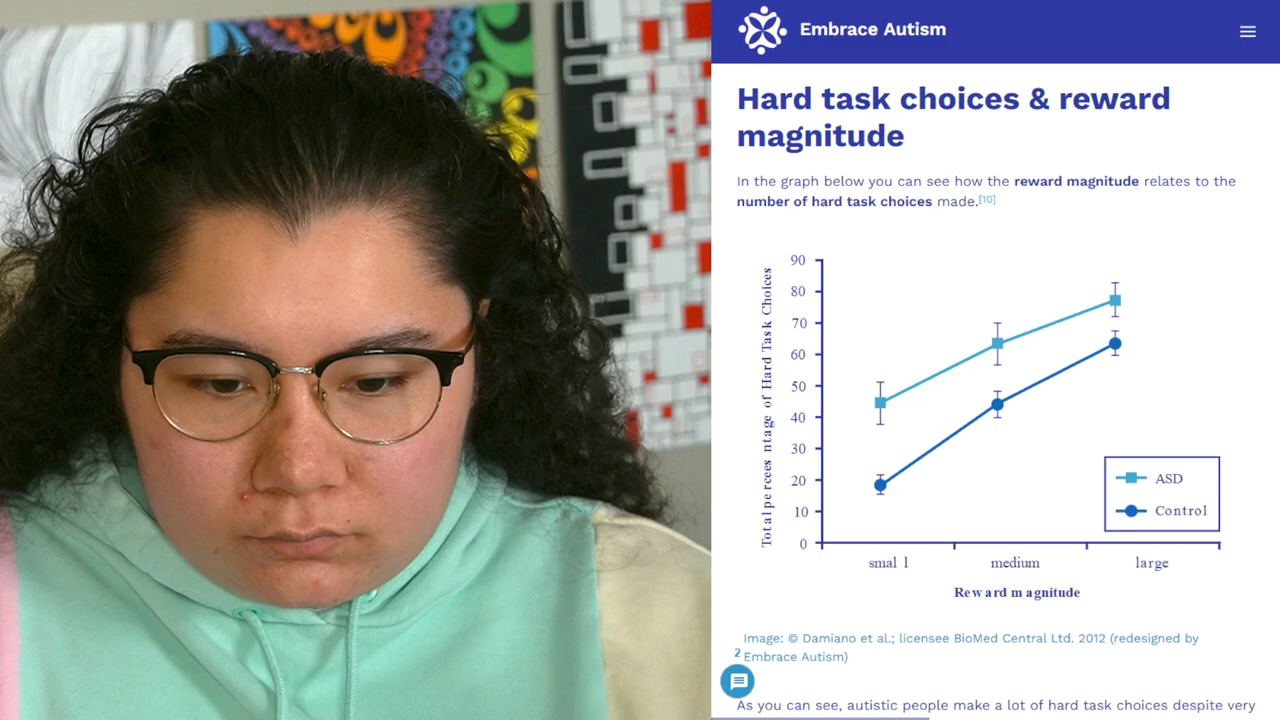 Embrace Autism
Hard task choices & reward
magnitude
In the graph below you can see how the reward magnitude relates to the
number of hard task choices made.[10]
90
80
70
60
50
40
30
20
10
0
Total percees ntage of Hard Task Choices
ASD
Control
smal l medium large
Reward magnitude
Image: © Damiano et al.; licensee BioMed Central Ltd. 2012 (redesigned by
2 Embrace Autism)
As you can see, autistic people make a lot of hard task choices despite very